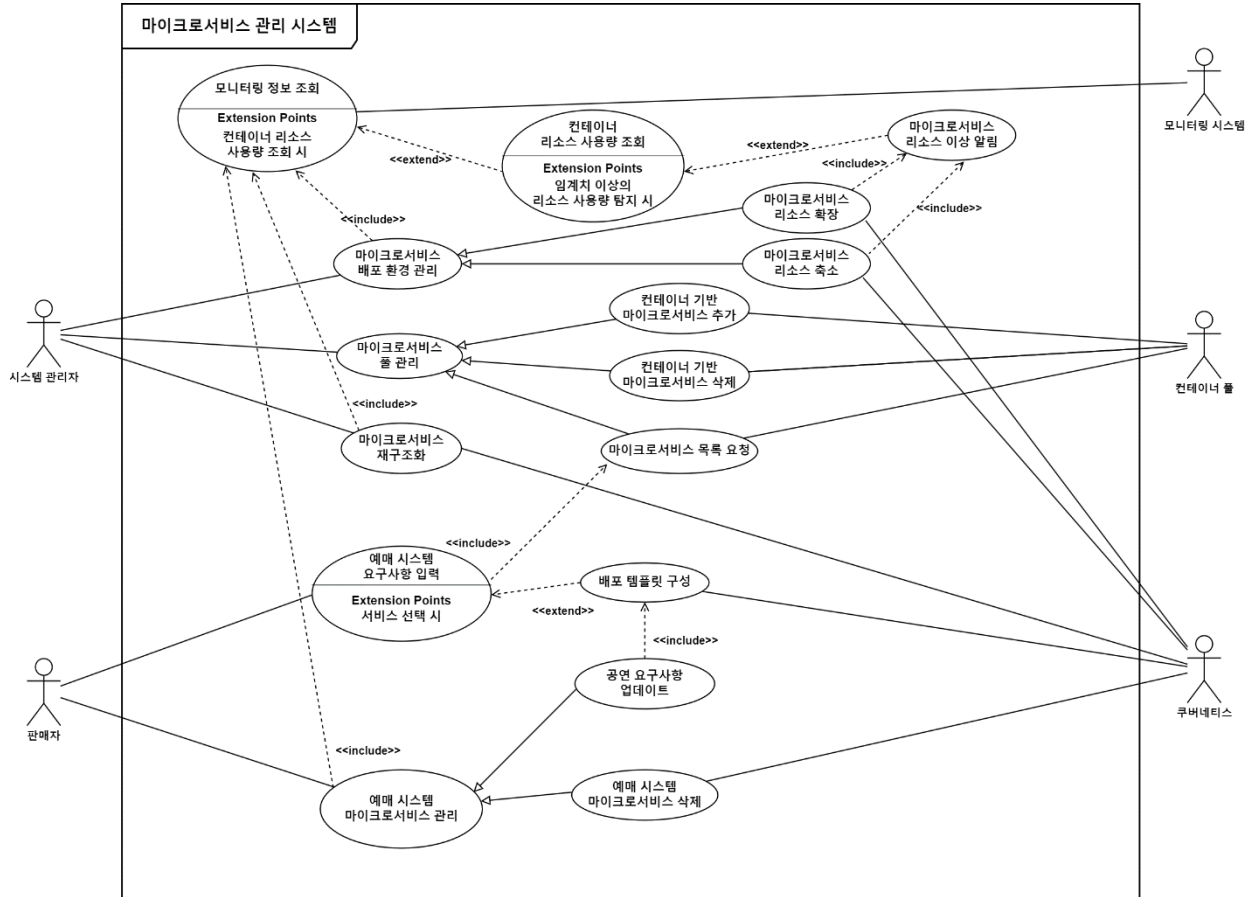 마이크로서비스 관리 시스템
모니터링 정보 조회
Extension Points
컨테이너 리소스
사용량 조회 시
<<extend>>
컨테이너
리소스 사용량 조회
Extension Points
임계치 이상의
리소스 사용량 탐지 시
<<extend>>
마이크로서비스
리소스 이상 알림
모니터링 시스템
<<include>>
<<include>>
마이크로서비스
리소스 확장
<<include>>
마이크로서비스
배포 환경 관리
마이크로서비스
리소스 축소
시스템 관리자
컨테이너 기반
마이크로서비스 추가
마이크로서비스
풀 관리
컨테이너 기반
마이크로서비스 삭제
컨테이너 풀
<<include>>
마이크로서비스
재구조화
마이크로서비스 목록 요청
<<include>>
예매 시스템
요구사항 입력
Extension Points
서비스 선택 시
배포 템플릿 구성
<<extend>>
<<include>>
공연 요구사항
업데이트
판매자
쿠버네티스
<<include>>
예매 시스템
마이크로서비스 관리
예매 시스템
마이크로서비스 삭제